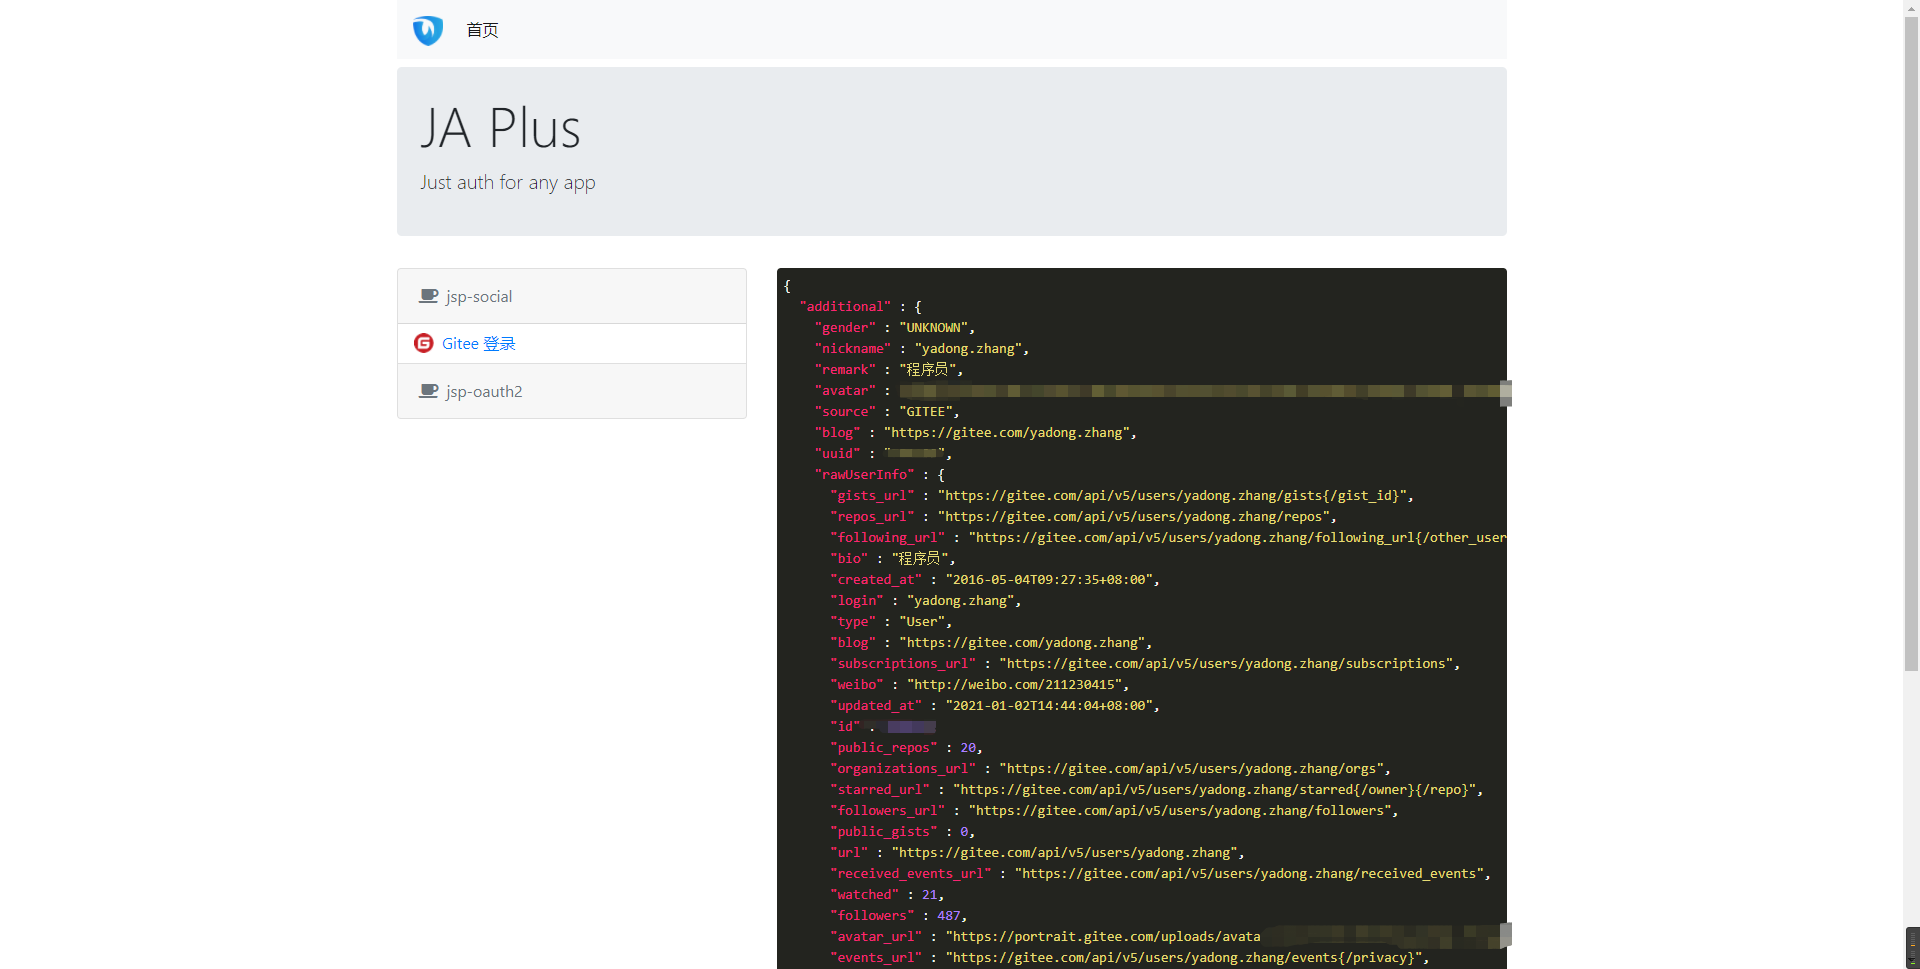 首页
JA Plus
Just auth for any app
jsp-social
Gitee 登录
jsp-oauth2
{
"additional" : {
"gender" : "UNKNOWN",
"nickname" : "yadong.zhang",
"remark" : "程序员",
"avatar" :
"source" : "GITEE",
"blog" : "https://gitee.com/yadong.zhang",
"uuid" : "",
"rawUserInfo" : {
"gists_url" : "https://gitee.com/api/v5/users/yadong.zhang/gists{/gist_id}",
"repos_url" : "https://gitee.com/api/v5/users/yadong.zhang/repos",
"following_url" : "https://gitee.com/api/v5/users/yadong.zhang/following_url{/other_user
"bio" : "程序员",
"created_at" : "2016-05-04T09:27:35+08:00",
"login" : "yadong.zhang",
"type" : "User",
"blog" : "https://gitee.com/yadong.zhang",
"subscriptions_url" : "https://gitee.com/api/v5/users/yadong.zhang/subscriptions",
"weibo" : "http://weibo.com/211230415",
"updated_at" : "2021-01-02T14:44:04+08:00",
"id"
"public_repos" : 20,
"organizations_url" : "https://gitee.com/api/v5/users/yadong.zhang/orgs",
"starred_url" : "https://gitee.com/api/v5/users/yadong.zhang/starred{/owner}{/repo}",
"followers_url" : "https://gitee.com/api/v5/users/yadong.zhang/followers",
"public_gists" : 0,
"url" : "https://gitee.com/api/v5/users/yadong.zhang",
"received_events_url" : "https://gitee.com/api/v5/users/yadong.zhang/received_events",
"watched" : 21,
"followers" : 487,
"avatar_url" : "https://portrait.gitee.com/uploads/avata
"events_url" : "https://gitee.com/api/v5/users/yadong.zhang/events{/privacy}",